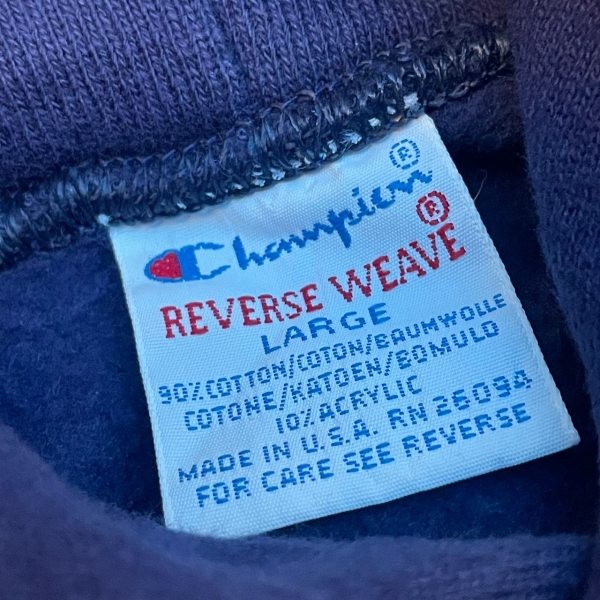 Champion®
REVERSE WEAVE®
LARGE
90% COTTON/COTON/BAUMWOLLE
COTONE/KATOEN/BOMULD
10% ACRYLIC
MADE IN U.S.A. RN 26094
FOR CARE SEE REVERSE